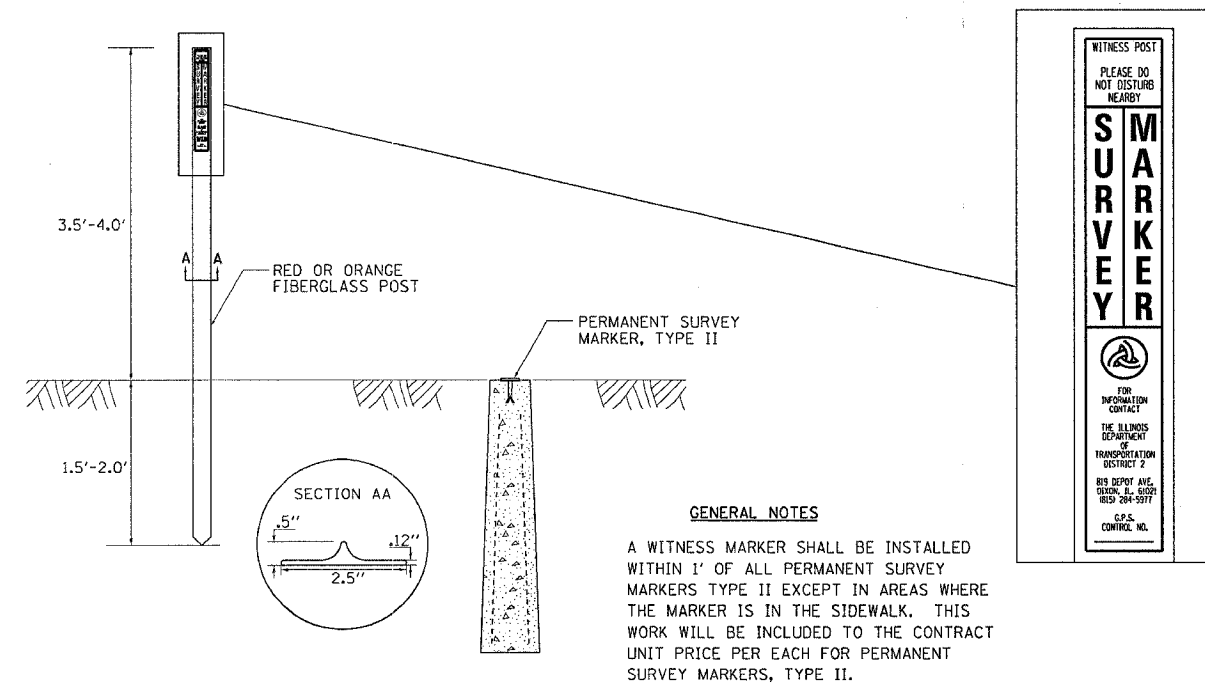 3.5'-4.0'
A A
RED OR ORANGE
FIBERGLASS POST
PERMANENT SURVEY
MARKER, TYPE II
1.5'-2.0'
SECTION AA
.5"
.12"
2.5"
GENERAL NOTES
A WITNESS MARKER SHALL BE INSTALLED
WITHIN 1' OF ALL PERMANENT SURVEY
MARKERS TYPE II EXCEPT IN AREAS WHERE
THE MARKER IS IN THE SIDEWALK. THIS
WORK WILL BE INCLUDED TO THE CONTRACT
UNIT PRICE PER EACH FOR PERMANENT
SURVEY MARKERS, TYPE II.
WITNESS POST
PLEASE DO
NOT DISTURB
NEARBY
SURVEY
MARKER
FOR
INFORMATION
CONTACT
THE ILLINOIS
DEPARTMENT
OF
TRANSPORTATION
DISTRICT 2
819 DEPOT AVE.
DIXON, IL. 61021
(815) 284-5977
G.P.S.
CONTROL NO.